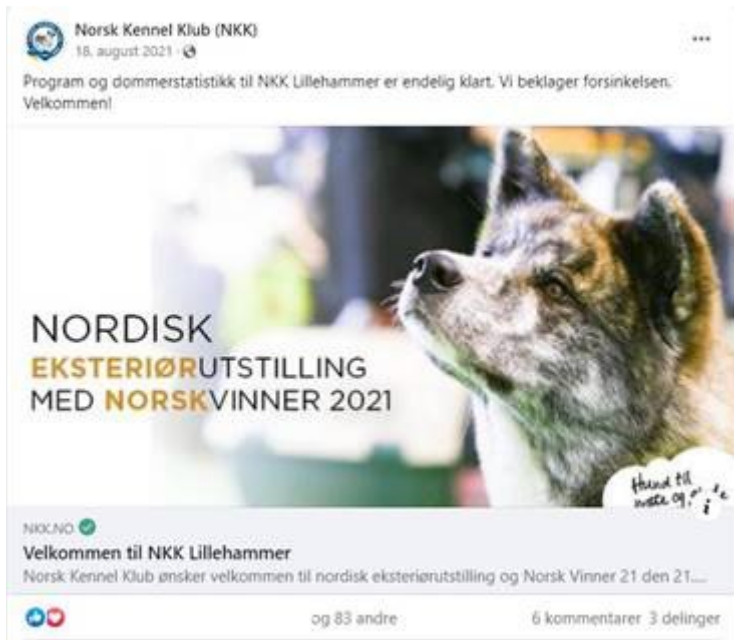 Norsk Kennel Klub (NKK)
18. august 2021 ·
Program og dommerstatistikk til NKK Lillehammer er endelig klart. Vi beklager forsinkelsen.
Velkommen!
NORDISK
EKSTERIØRUTSTILLING
MED NORSKVINNER 2021
Hund til
NKK.NO
Velkommen til NKK Lillehammer
Norsk Kennel Klub ønsker velkommen til nordisk eksteriørutstilling og Norsk Vinner 21 den 21....
og 83 andre
6 kommentarer 3 delinger